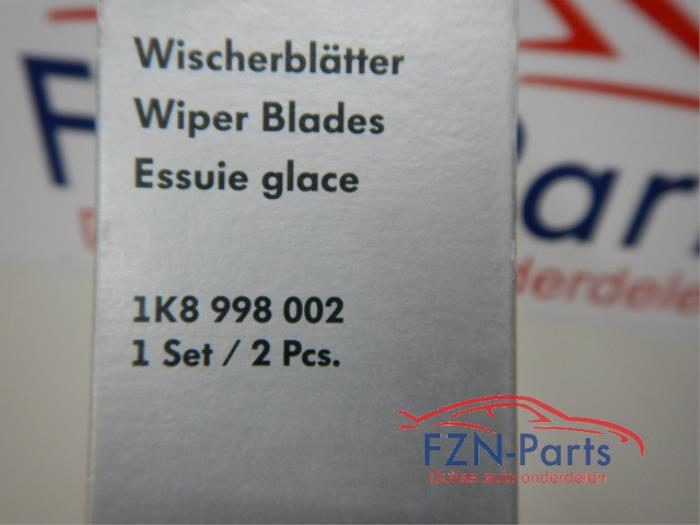 Wischerblätter
Wiper Blades
Essuie glace
1K8 998 002
1 Set / 2 Pcs.
FZN-Parts
Duitse auto onderdelen